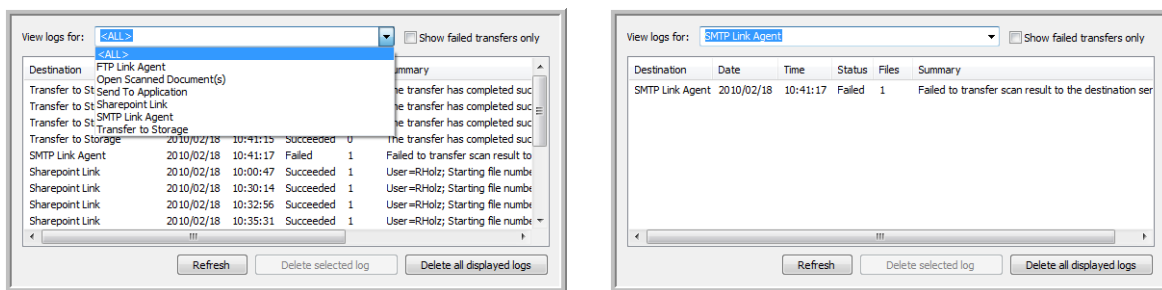 View logs for: <ALL> Show failed transfers only
<ALL>
FTP Link Agent
Open Scanned Document(s)
Send To Application
Sharepoint Link
SMTP Link Agent
Transfer to Storage
Destination mmary
Transfer to St he transfer has completed suc
Transfer to St he transfer has completed suc
Transfer to St he transfer has completed suc
Transfer to Storage 2010/02/18 10:41:15 Succeeded 0 The transfer has completed suc
SMTP Link Agent 2010/02/18 10:41:17 Failed 1 Failed to transfer scan result to
Sharepoint Link 2010/02/18 10:00:47 Succeeded 1 User=RHolz; Starting file numbe
Sharepoint Link 2010/02/18 10:30:14 Succeeded 1 User=RHolz; Starting file numbe
Sharepoint Link 2010/02/18 10:32:56 Succeeded 1 User=RHolz; Starting file numbe
Sharepoint Link 2010/02/18 10:35:31 Succeeded 1 User=RHolz; Starting file numbe
Refresh Delete selected log Delete all displayed logs
View logs for: SMTP Link Agent Show failed transfers only
Destination Date Time Status Files Summary
SMTP Link Agent 2010/02/18 10:41:17 Failed 1 Failed to transfer scan result to the destination ser
Refresh Delete selected log Delete all displayed logs